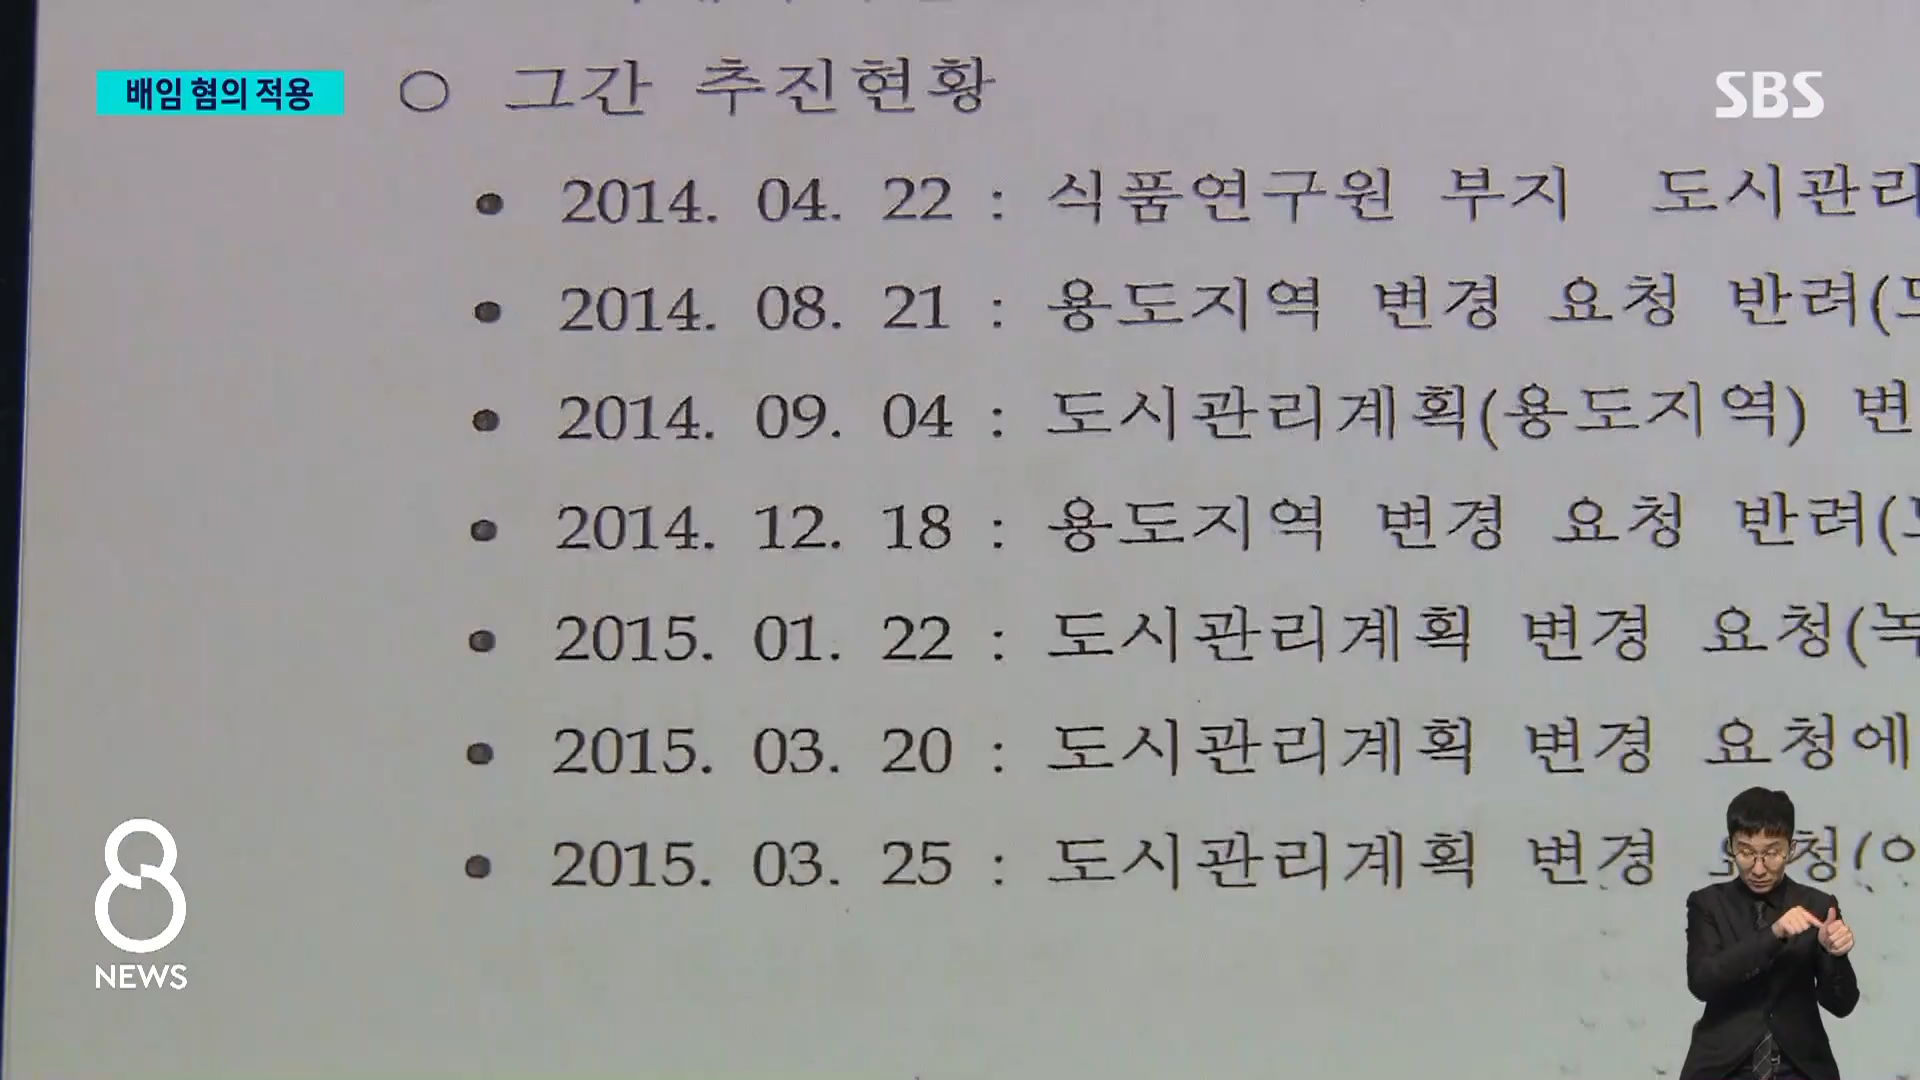 배임 혐의 적용
SBS
○ 그간 추진현황
• 2014. 04. 22 : 식품연구원 부지 도시관리
• 2014. 08. 21 : 용도지역 변경 요청 반려(
• 2014. 09. 04 : 도시관리계획(용도지역) 변
• 2014. 12. 18 : 용도지역 변경 요청 반려(
• 2015. 01. 22 : 도시관리계획 변경 요청(녹
• 2015. 03. 20 : 도시관리계획 변경 요청에
• 2015. 03. 25 : 도시관리계획 변경 요청(
8
NEWS